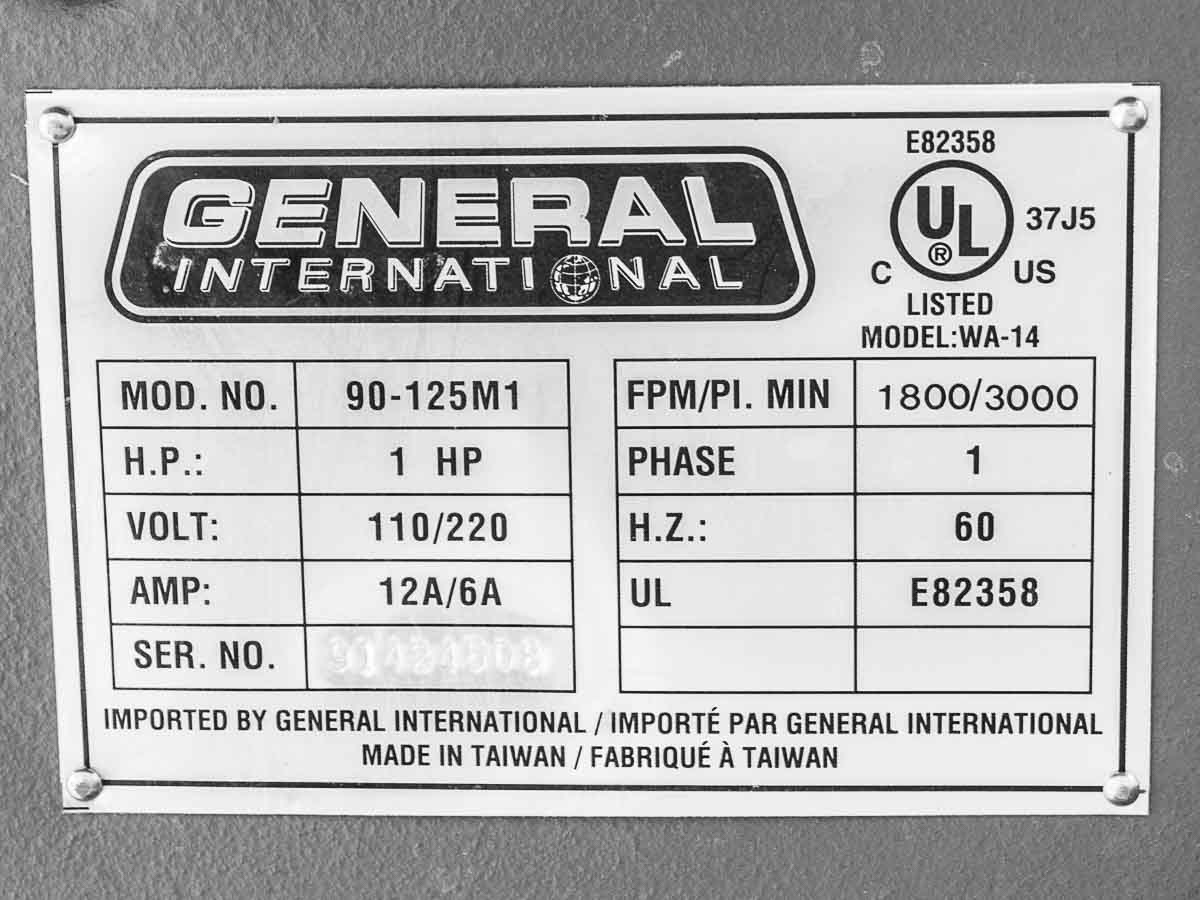 GENERAL
INTERNATIONAL
E82358
UL
®
37J5
C US
LISTED
MODEL:WA-14
MOD. NO. 90-125M1
H.P.: 1 HP
VOLT: 110/220
AMP: 12A/6A
SER. NO.
FPM/PI. MIN 1800/3000
PHASE 1
H.Z.: 60
UL E82358
IMPORTED BY GENERAL INTERNATIONAL / IMPORTÉ PAR GENERAL INTERNATIONAL
MADE IN TAIWAN / FABRIQUÉ À TAIWAN